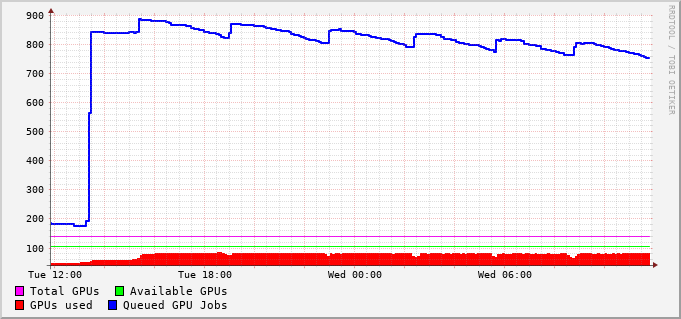 900
800
700
600
500
400
300
200
100
Tue 12:00 Tue 18:00 Wed 00:00 Wed 06:00
Total GPUs Available GPUs
GPUs used Queued GPU Jobs
RRDTOOL / TOBI OETIKER